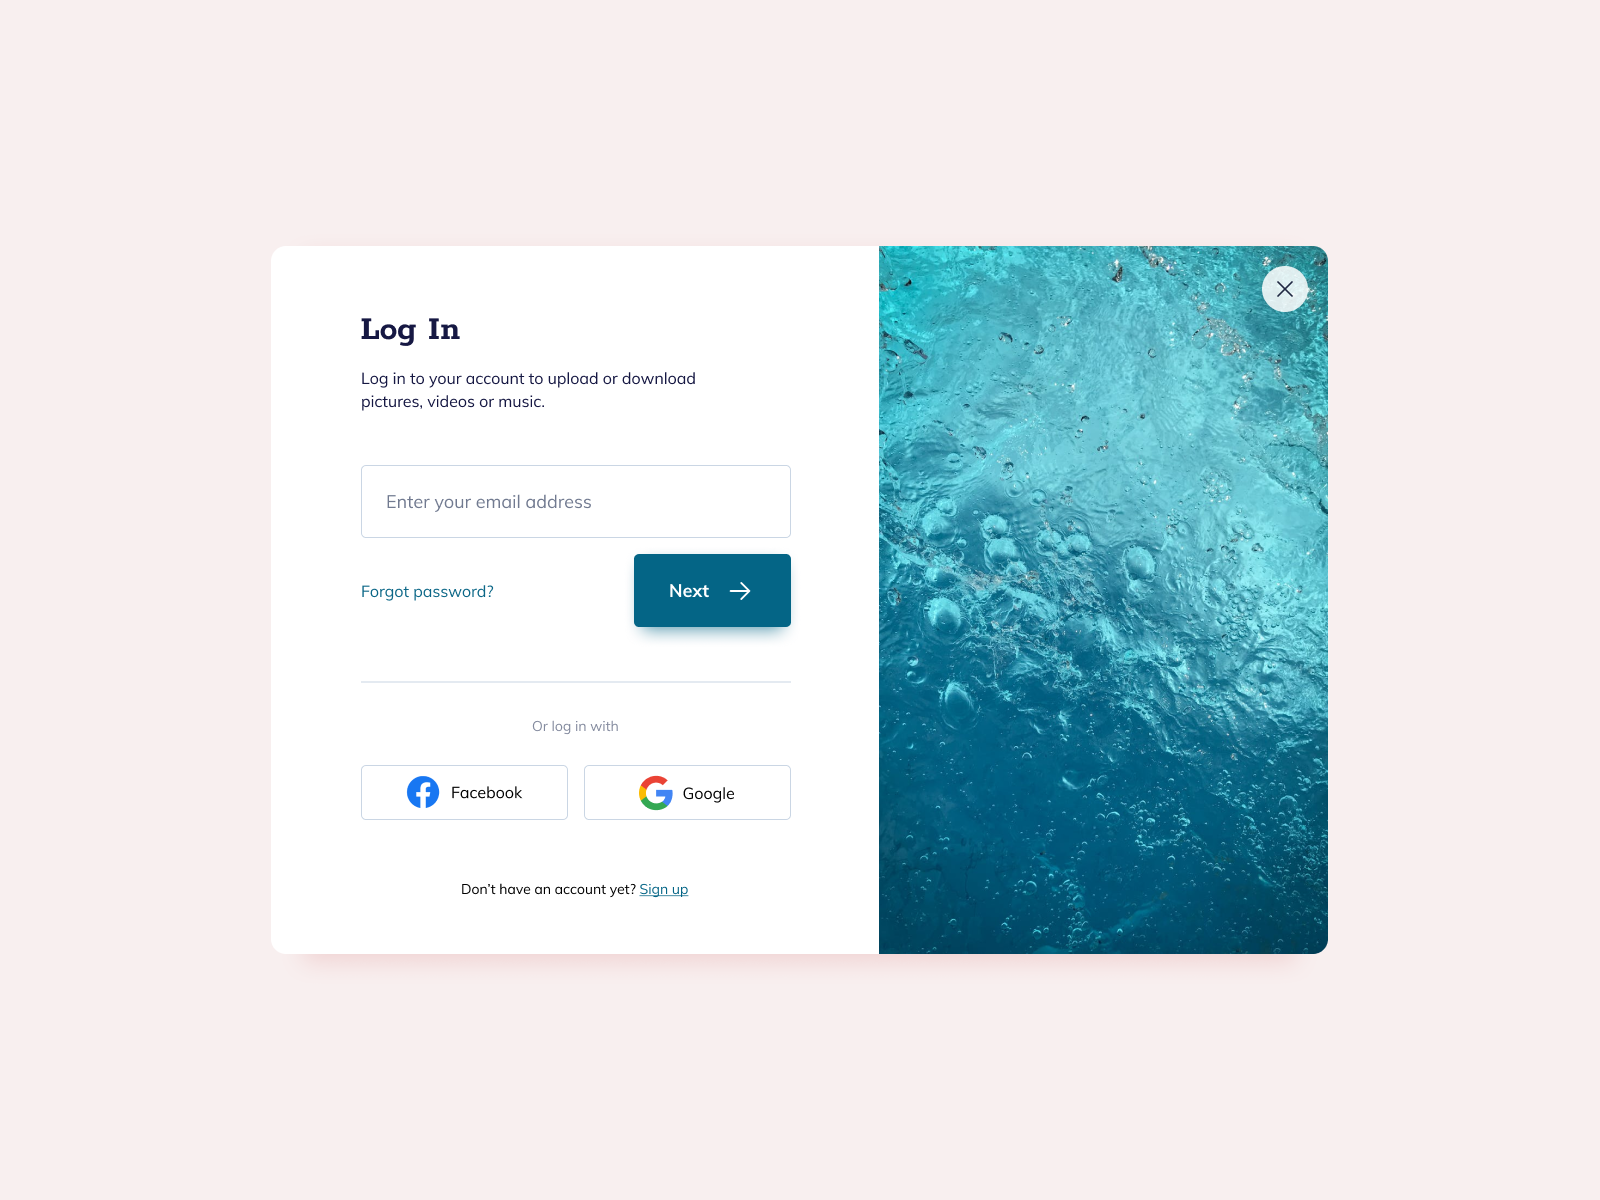 Log In
Log in to your account to upload or download
pictures, videos or music.
Enter your email address
Forgot password?
Next
Or log in with
Facebook
Google
Don't have an account yet? Sign up